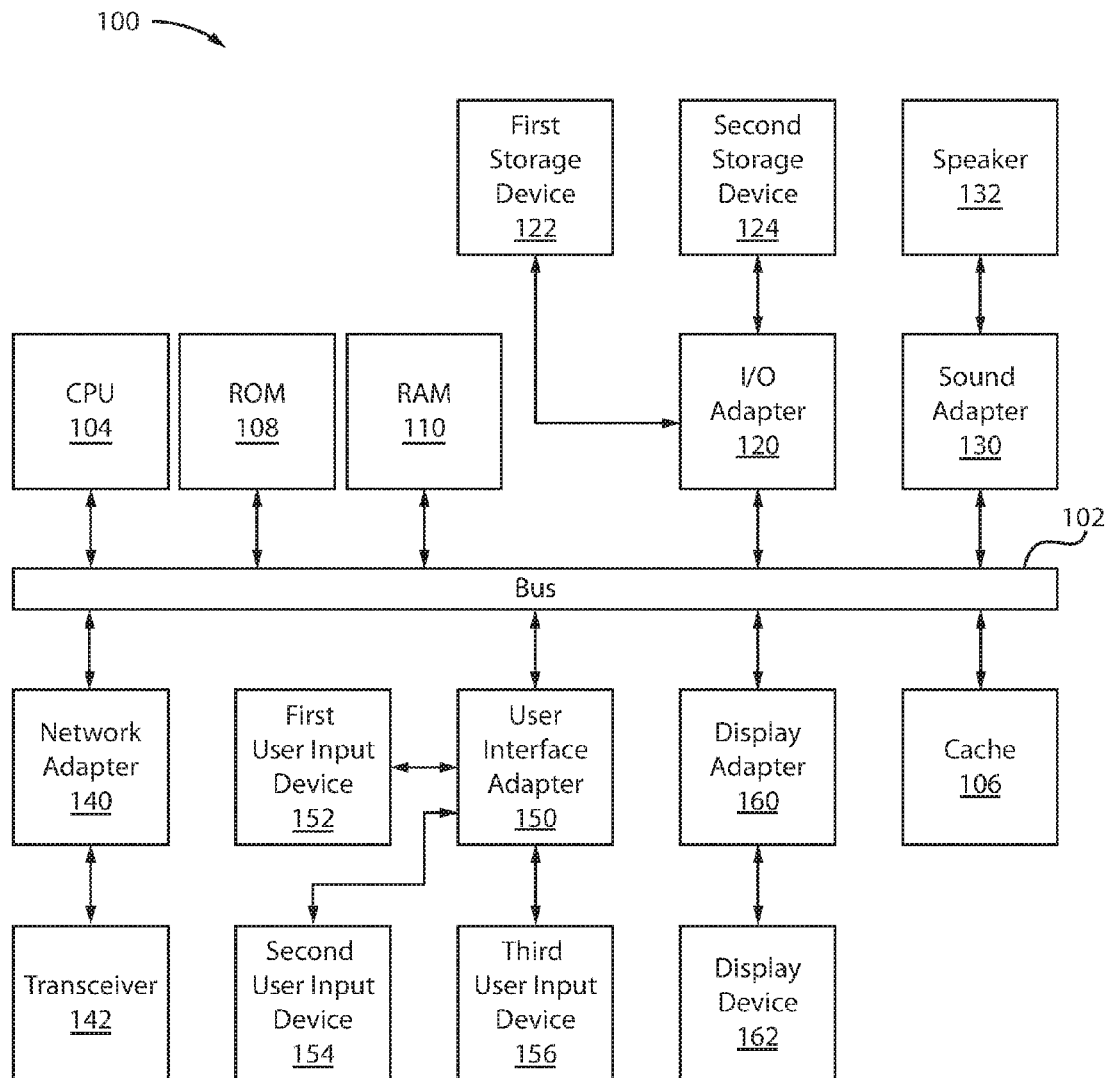 100
First
Storage
Device
122
Second
Storage
Device
124
Speaker
132
CPU
104
ROM
108
RAM
110
I/O
Adapter
120
Sound
Adapter
130
102
Bus
Network
Adapter
140
First
User Input
Device
152
User
Interface
Adapter
150
Display
Adapter
160
Cache
106
Transceiver
142
Second
User Input
Device
154
Third
User Input
Device
156
Display
Device
162